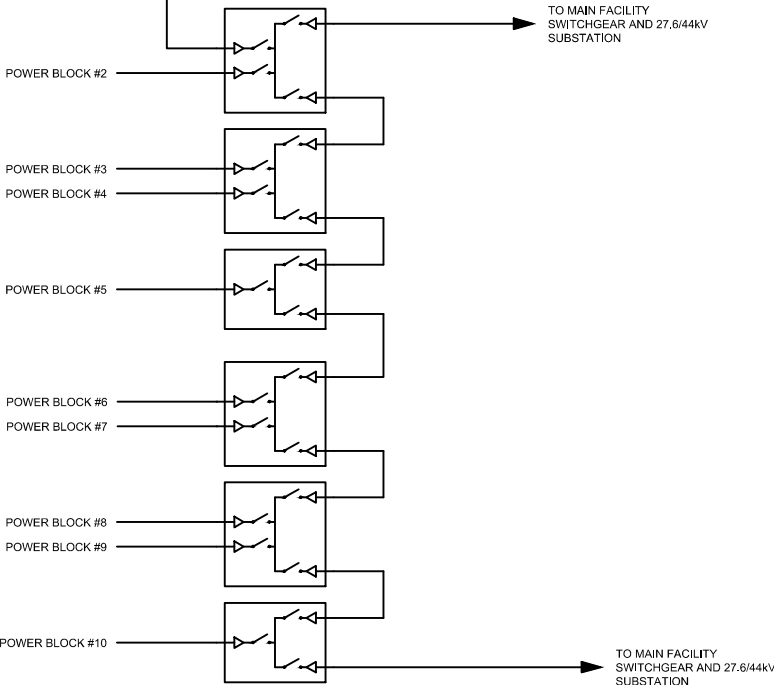 TO MAIN FACILITY
SWITCHGEAR AND 27.6/44kV
SUBSTATION
POWER BLOCK #2
POWER BLOCK #3
POWER BLOCK #4
POWER BLOCK #5
POWER BLOCK #6
POWER BLOCK #7
POWER BLOCK #8
POWER BLOCK #9
POWER BLOCK #10
TO MAIN FACILITY
SWITCHGEAR AND 27.6/44kV
SUBSTATION